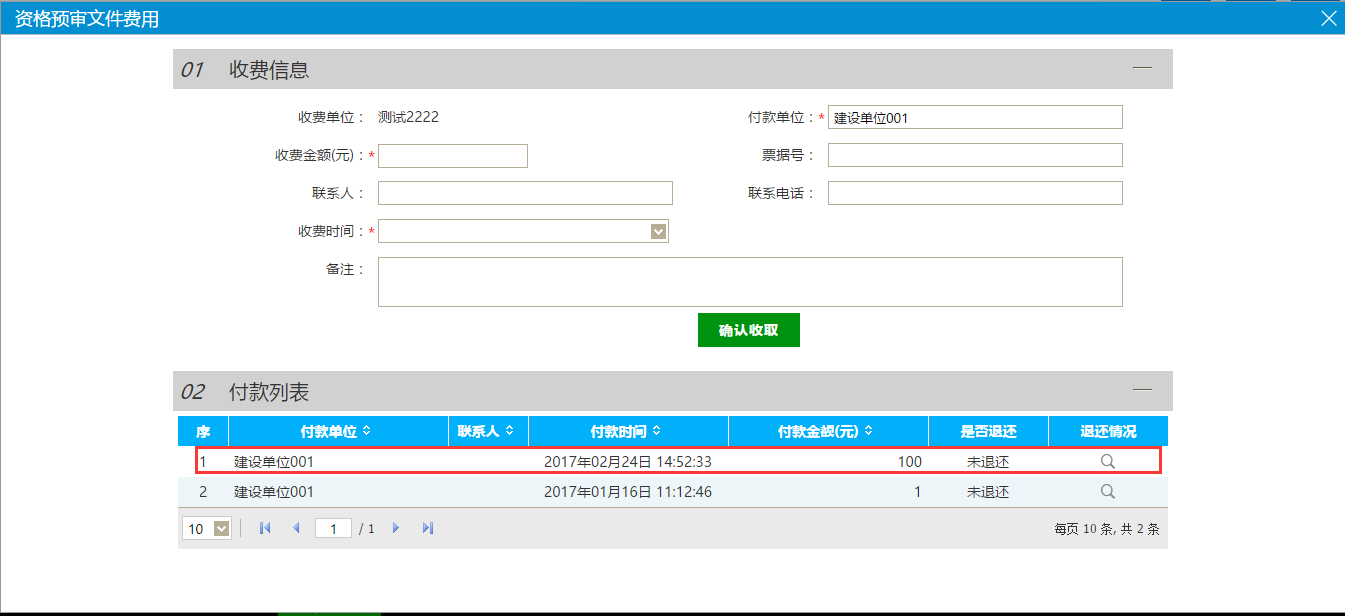 资格预审文件费用
01 收费信息
收费单位： 测试2222 付款单位：* 建设单位001
收费金额(元)：* 票据号：
联系人： 联系电话：
收费时间：*
备注：
确认收取
02 付款列表
序 付款单位 联系人 付款时间 付款金额(元) 是否退还 退还情况
1 建设单位001 2017年02月24日 14:52:33 100 未退还
2 建设单位001 2017年01月16日 11:12:46 1 未退还
10 1 / 1 每页 10 条, 共 2 条